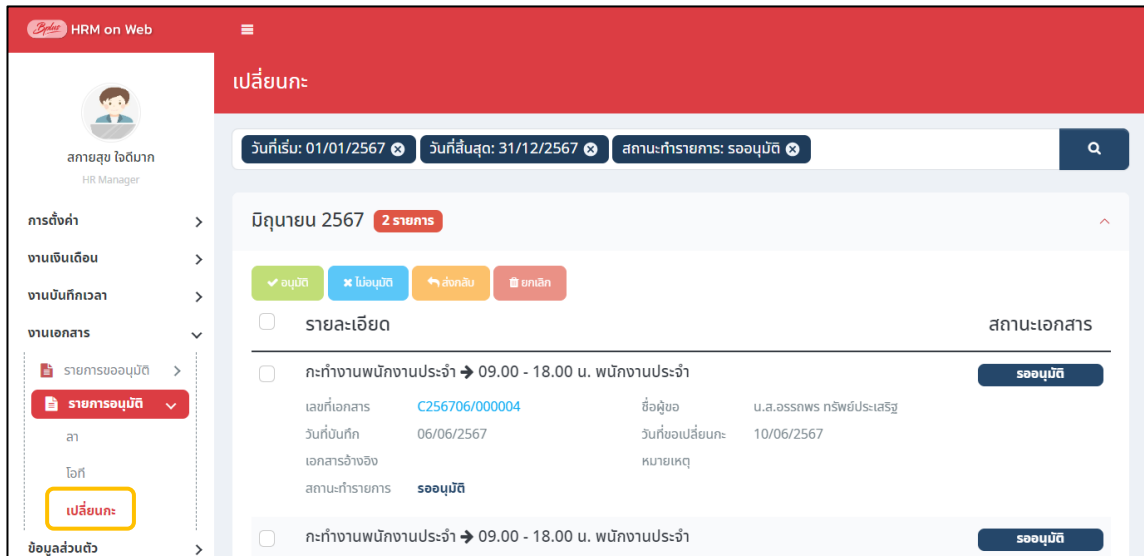 Bplus HRM on Web
สกายสุข ใจดีมาก
HR Manager
การตั้งค่า
งานเงินเดือน
งานบันทึกเวลา
งานเอกสาร
รายการขออนุมัติ
รายการอนุมัติ
ลา
โอที
เปลี่ยนกะ
ข้อมูลส่วนตัว
เปลี่ยนกะ
วันที่เริ่ม: 01/01/2567 วันที่สิ้นสุด: 31/12/2567 สถานะทำรายการ: รออนุมัติ
มิถุนายน 2567 2 รายการ
อนุมัติ ไม่อนุมัติ ส่งกลับ ยกเลิก
รายละเอียด สถานะเอกสาร
กะทำงานพนักงานประจำ → 09.00 - 18.00 น. พนักงานประจำ รออนุมัติ
เลขที่เอกสาร C256706/000004 ชื่อผู้ขอ น.ส.อรรถพร ทรัพย์ประเสริฐ
วันที่บันทึก 06/06/2567 วันที่ขอเปลี่ยนกะ 10/06/2567
เอกสารอ้างอิง หมายเหตุ
สถานะทำรายการ รออนุมัติ
กะทำงานพนักงานประจำ → 09.00 - 18.00 น. พนักงานประจำ รออนุมัติ